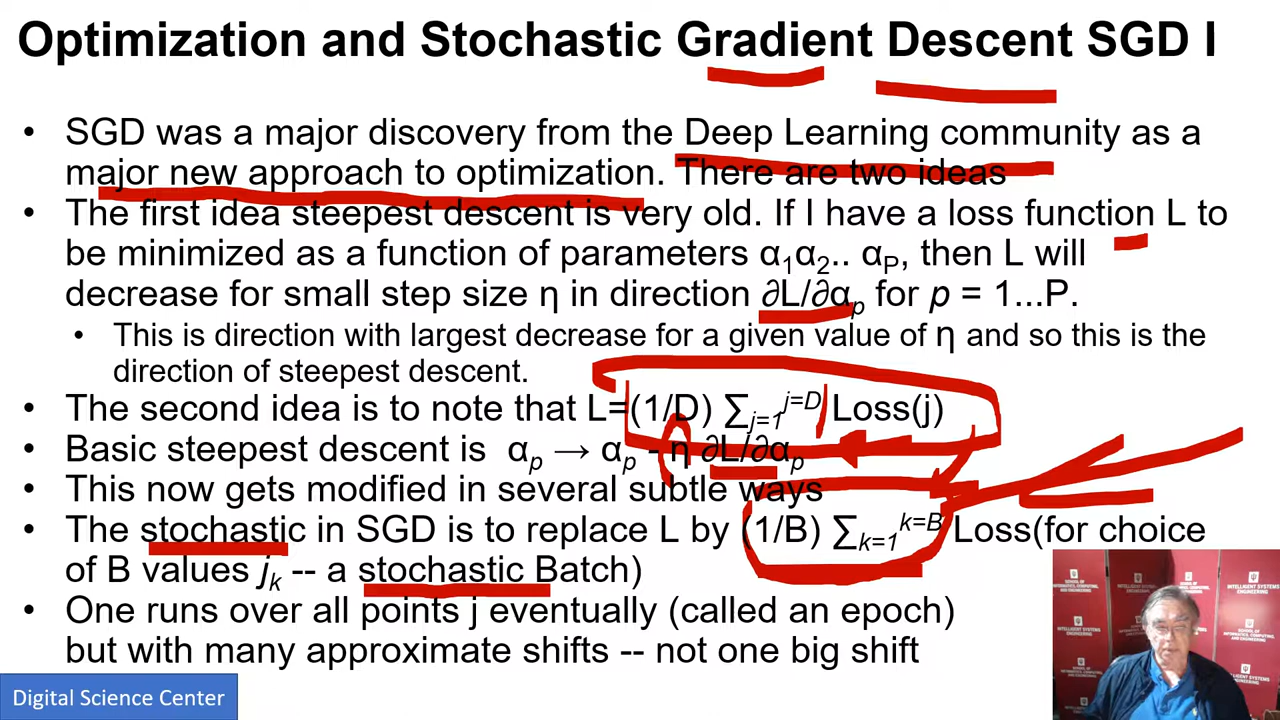 Optimization and Stochastic Gradient Descent SGD I
• SGD was a major discovery from the Deep Learning community as a
major new approach to optimization. There are two ideas
• The first idea steepest descent is very old. If I have a loss function L to
be minimized as a function of parameters α₁α₂.. αP, then L will
decrease for small step size η in direction ∂L/∂αp for p = 1...P.
• This is direction with largest decrease for a given value of η and so this is the
direction of steepest descent.
• The second idea is to note that L=(1/D) ∑j=1 j=D Loss(j)
• Basic steepest descent is αp → αp - η ∂L/∂αp
• This now gets modified in several subtle ways
• The stochastic in SGD is to replace L by (1/B) ∑k=1 k=B Loss(for choice
of B values jk -- a stochastic Batch)
• One runs over all points j eventually (called an epoch)
but with many approximate shifts -- not one big shift
Digital Science Center
INTELLIGENT SYSTEMS
ENGINEERING